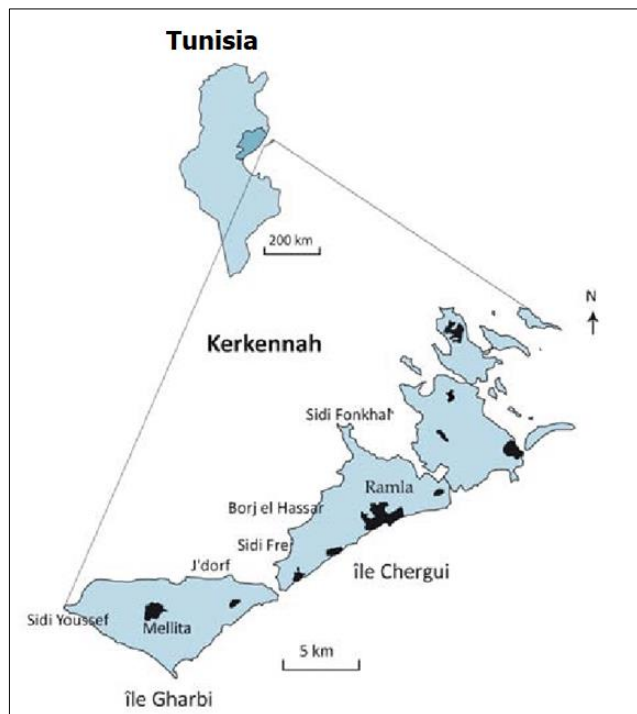 Tunisia
200 km
N
Kerkennah
Sidi Fonkhal
Ramla
Borj el Hassar
Sidi Frej
J'dorf
île Chergui
Sidi Youssef
Mellita
5 km
île Gharbi